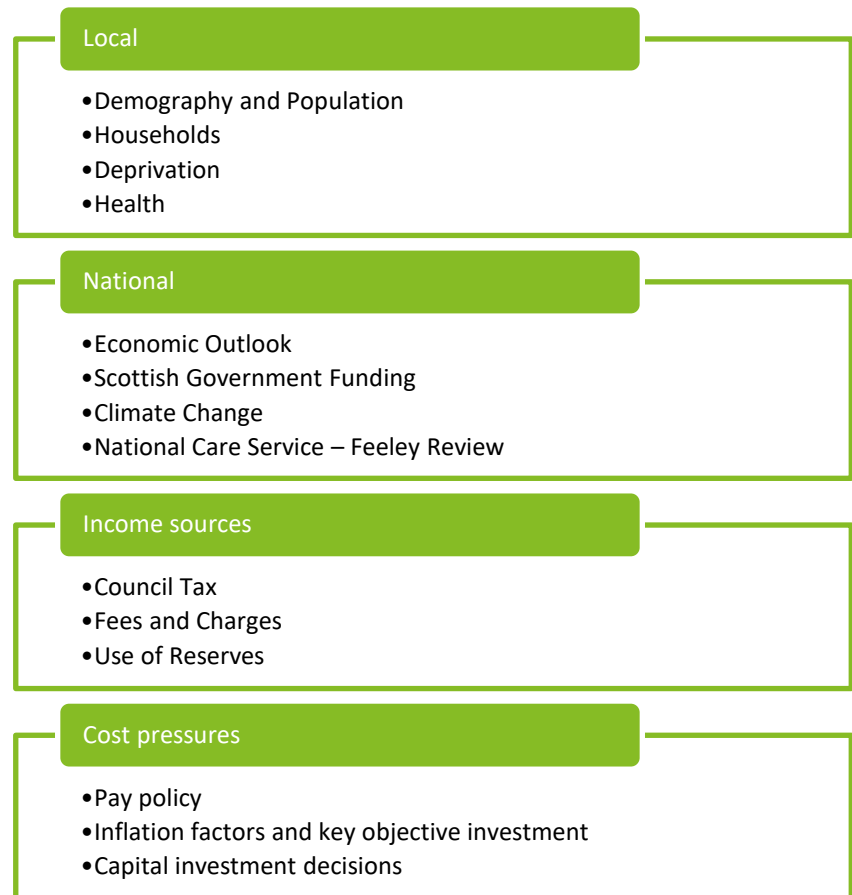 Local
•Demography and Population
•Households
•Deprivation
•Health
National
•Economic Outlook
•Scottish Government Funding
•Climate Change
•National Care Service – Feeley Review
Income sources
•Council Tax
•Fees and Charges
•Use of Reserves
Cost pressures
•Pay policy
•Inflation factors and key objective investment
•Capital investment decisions